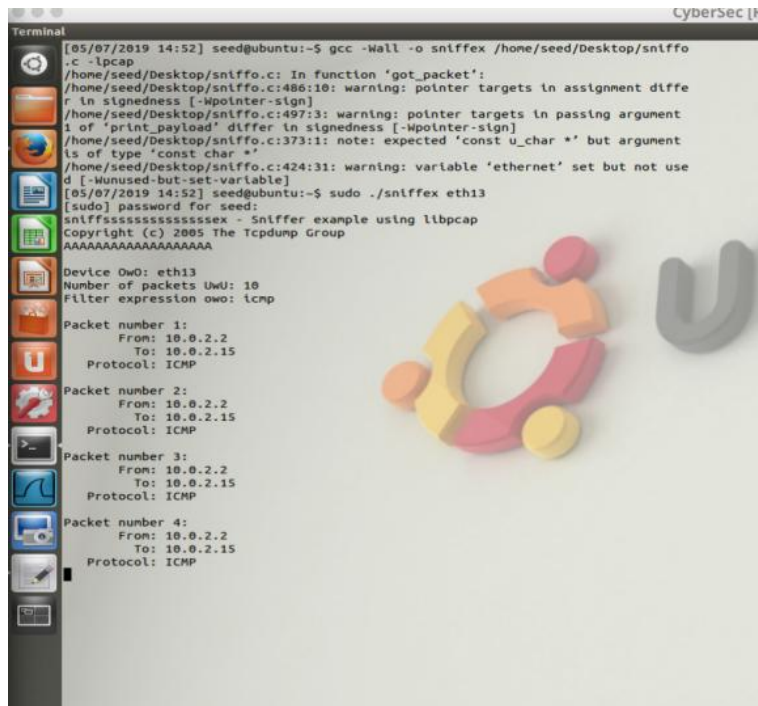 CyberSec [
Terminal
[05/07/2019 14:52] seed@ubuntu:~$ gcc -Wall -o sniffex /home/seed/Desktop/sniffo
.c -lpcap
/home/seed/Desktop/sniffo.c: In function ‘got_packet’:
/home/seed/Desktop/sniffo.c:486:10: warning: pointer targets in assignment diffe
r in signedness [-Wpointer-sign]
/home/seed/Desktop/sniffo.c:497:3: warning: pointer targets in passing argument
1 of ‘print_payload’ differ in signedness [-Wpointer-sign]
/home/seed/Desktop/sniffo.c:373:1: note: expected ‘const u_char *’ but argument
is of type ‘const char *’
/home/seed/Desktop/sniffo.c:424:31: warning: variable ‘ethernet’ set but not use
d [-Wunused-but-set-variable]
[05/07/2019 14:52] seed@ubuntu:~$ sudo ./sniffex eth13
[sudo] password for seed:
sniffssssssssssssssex - Sniffer example using libpcap
Copyright (c) 2005 The Tcpdump Group
AAAAAAAAAAAAAAAAAAA
Device OwO: eth13
Number of packets UwU: 10
Filter expression owo: icmp
Packet number 1:
From: 10.0.2.2
To: 10.0.2.15
Protocol: ICMP
Packet number 2:
From: 10.0.2.2
To: 10.0.2.15
Protocol: ICMP
Packet number 3:
From: 10.0.2.2
To: 10.0.2.15
Protocol: ICMP
Packet number 4:
From: 10.0.2.2
To: 10.0.2.15
Protocol: ICMP